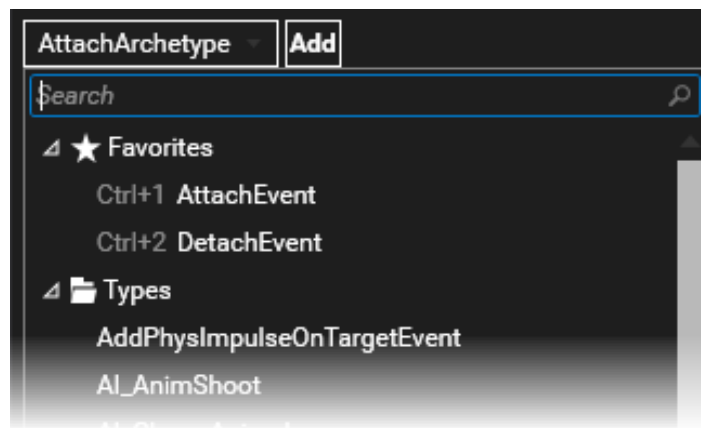 AttachArchetype Add
Search
Favorites
Ctrl+1 AttachEvent
Ctrl+2 DetachEvent
Types
AddPhysImpulseOnTargetEvent
AI_AnimShoot